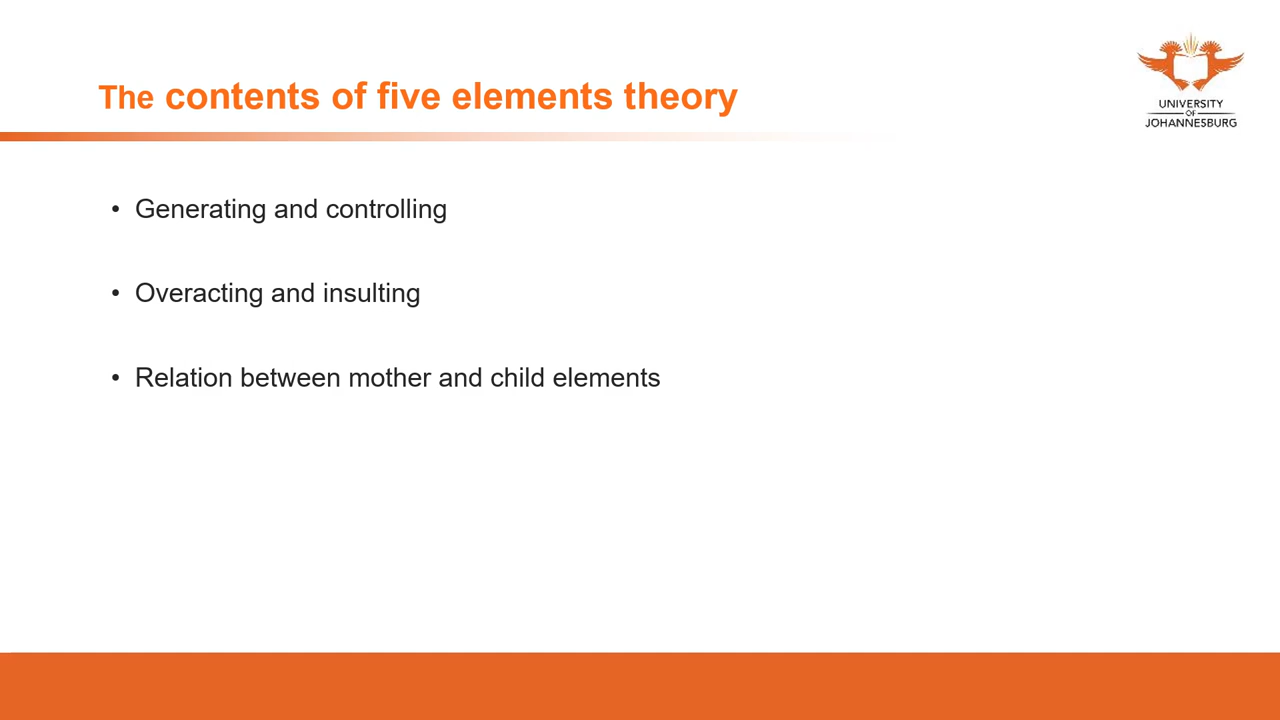 The contents of five elements theory
UNIVERSITY
OF
JOHANNESBURG
• Generating and controlling
• Overacting and insulting
• Relation between mother and child elements